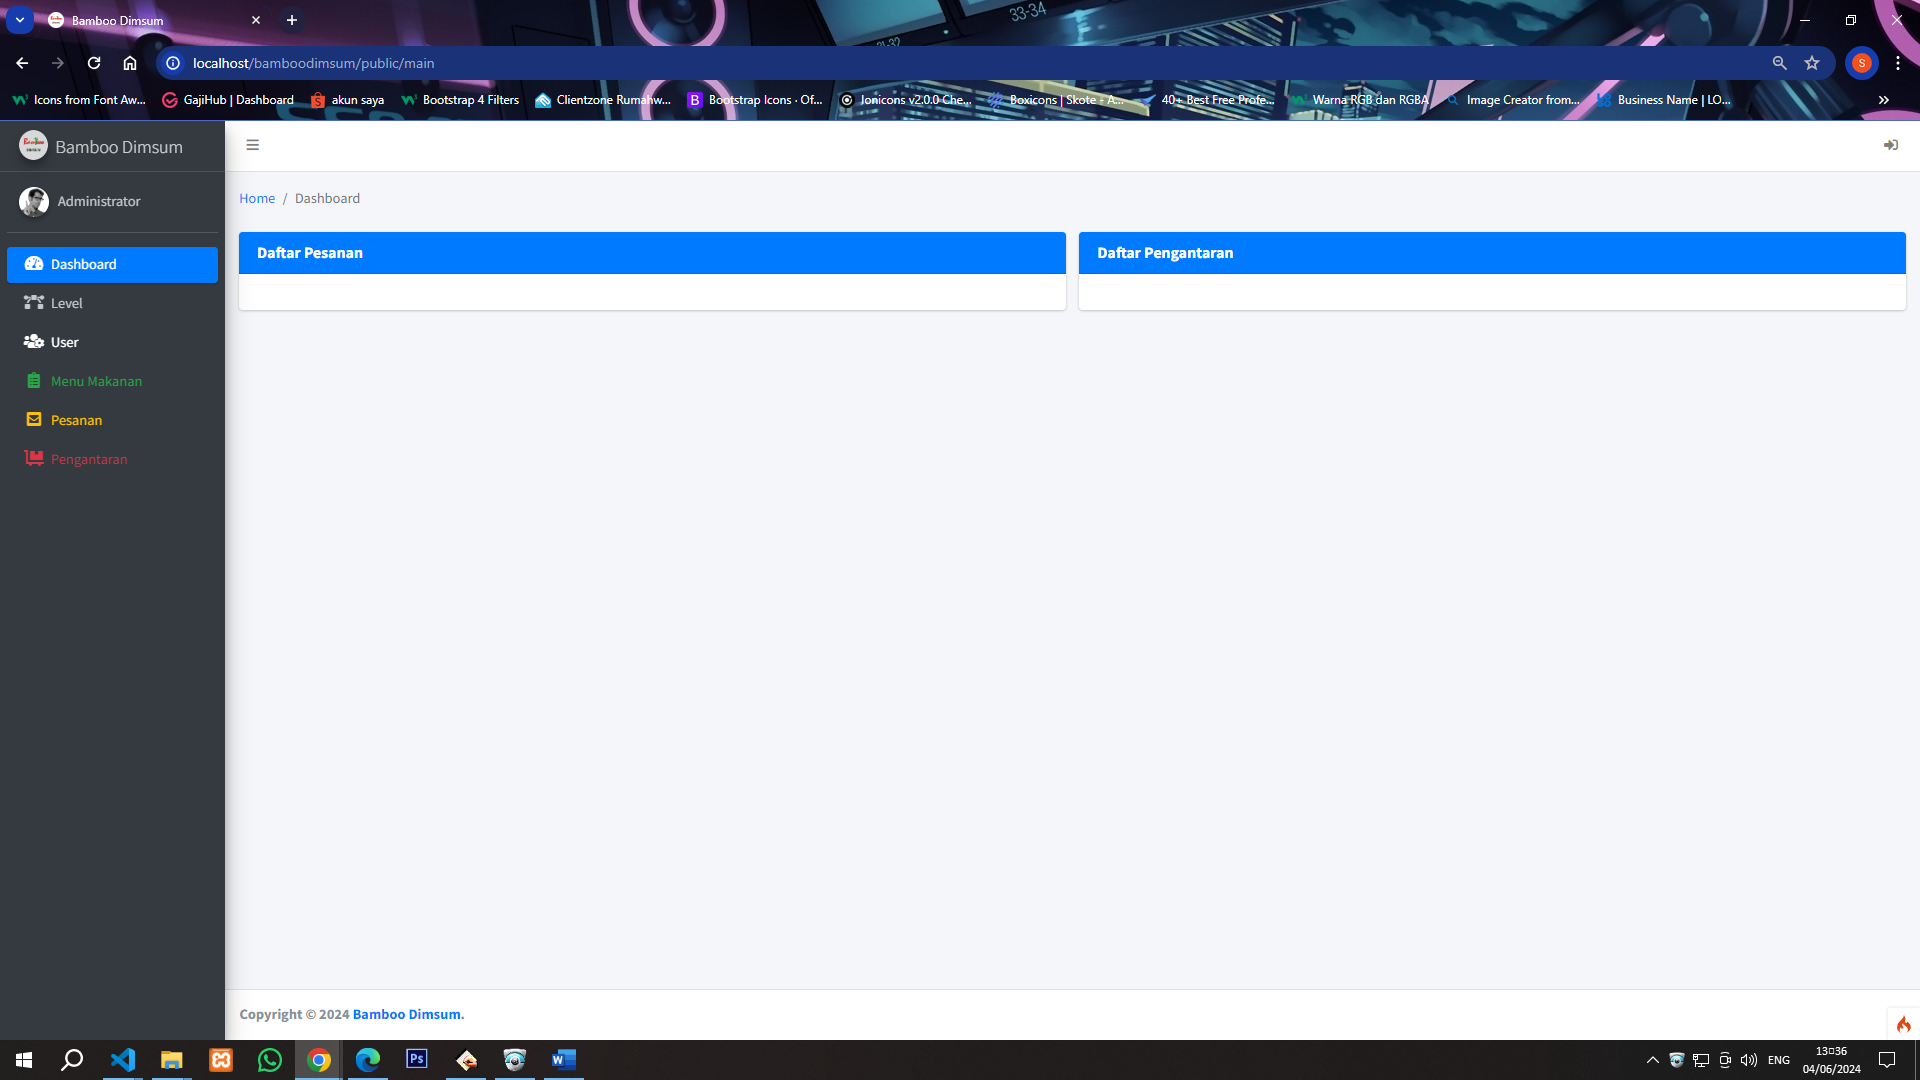 Bamboo Dimsum
33-34
localhost/bamboodimsum/public/main
S
Icons from Font Aw...
GajiHub | Dashboard
akun saya
Bootstrap 4 Filters
Clientzone Rumahw...
B
Bootstrap Icons · Of...
Ionicons v2.0.0 Che...
Boxicons | Skote - A...
40+ Best Free Profe...
Warna RGB dan RGBA
Image Creator from...
Business Name | LO...
Bamboo Dimsum
Administrator
Home / Dashboard
Dashboard
Level
User
Menu Makanan
Pesanan
Pengantaran
Daftar Pesanan
Daftar Pengantaran
Copyright © 2024 Bamboo Dimsum.
Ps
W
ENG
13:36
04/06/2024